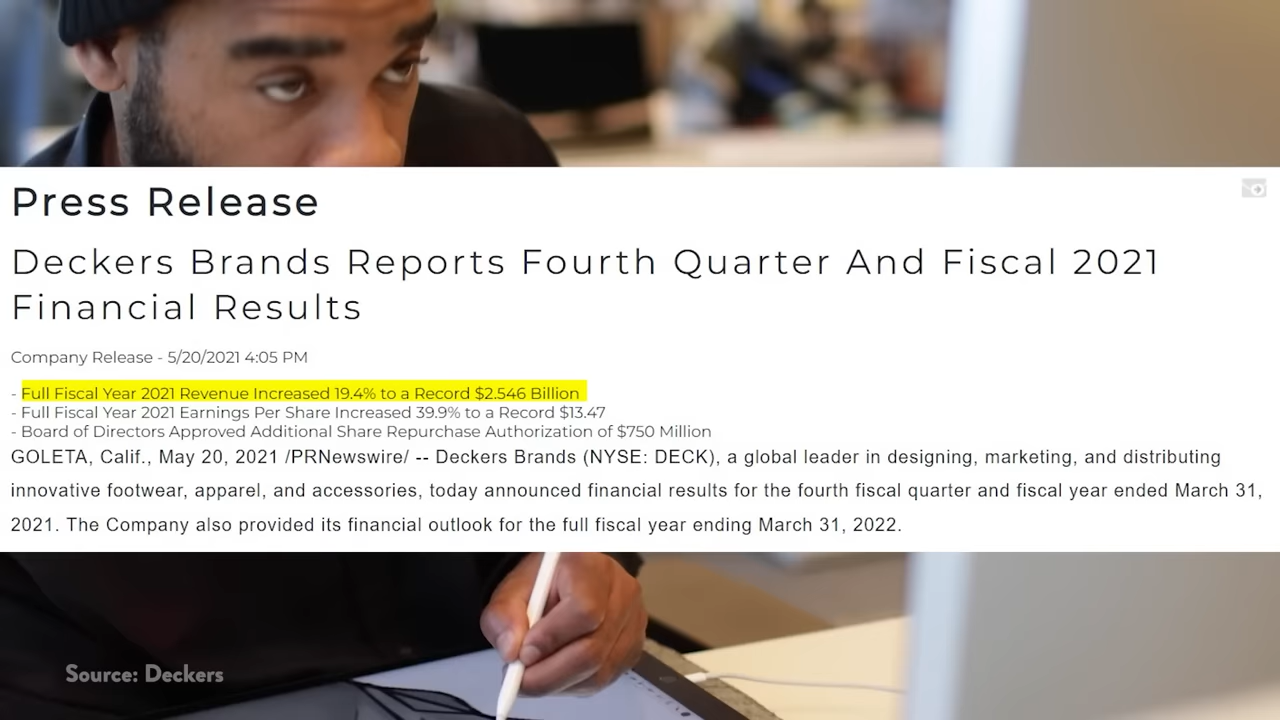 Press Release
Deckers Brands Reports Fourth Quarter And Fiscal 2021
Financial Results
Company Release - 5/20/2021 4:05 PM
- Full Fiscal Year 2021 Revenue Increased 19.4% to a Record $2.546 Billion
- Full Fiscal Year 2021 Earnings Per Share Increased 39.9% to a Record $13.47
- Board of Directors Approved Additional Share Repurchase Authorization of $750 Million
GOLETA, Calif., May 20, 2021 /PRNewswire/ -- Deckers Brands (NYSE: DECK), a global leader in designing, marketing, and distributing
innovative footwear, apparel, and accessories, today announced financial results for the fourth fiscal quarter and fiscal year ended March 31,
2021. The Company also provided its financial outlook for the full fiscal year ending March 31, 2022.
Source: Deckers